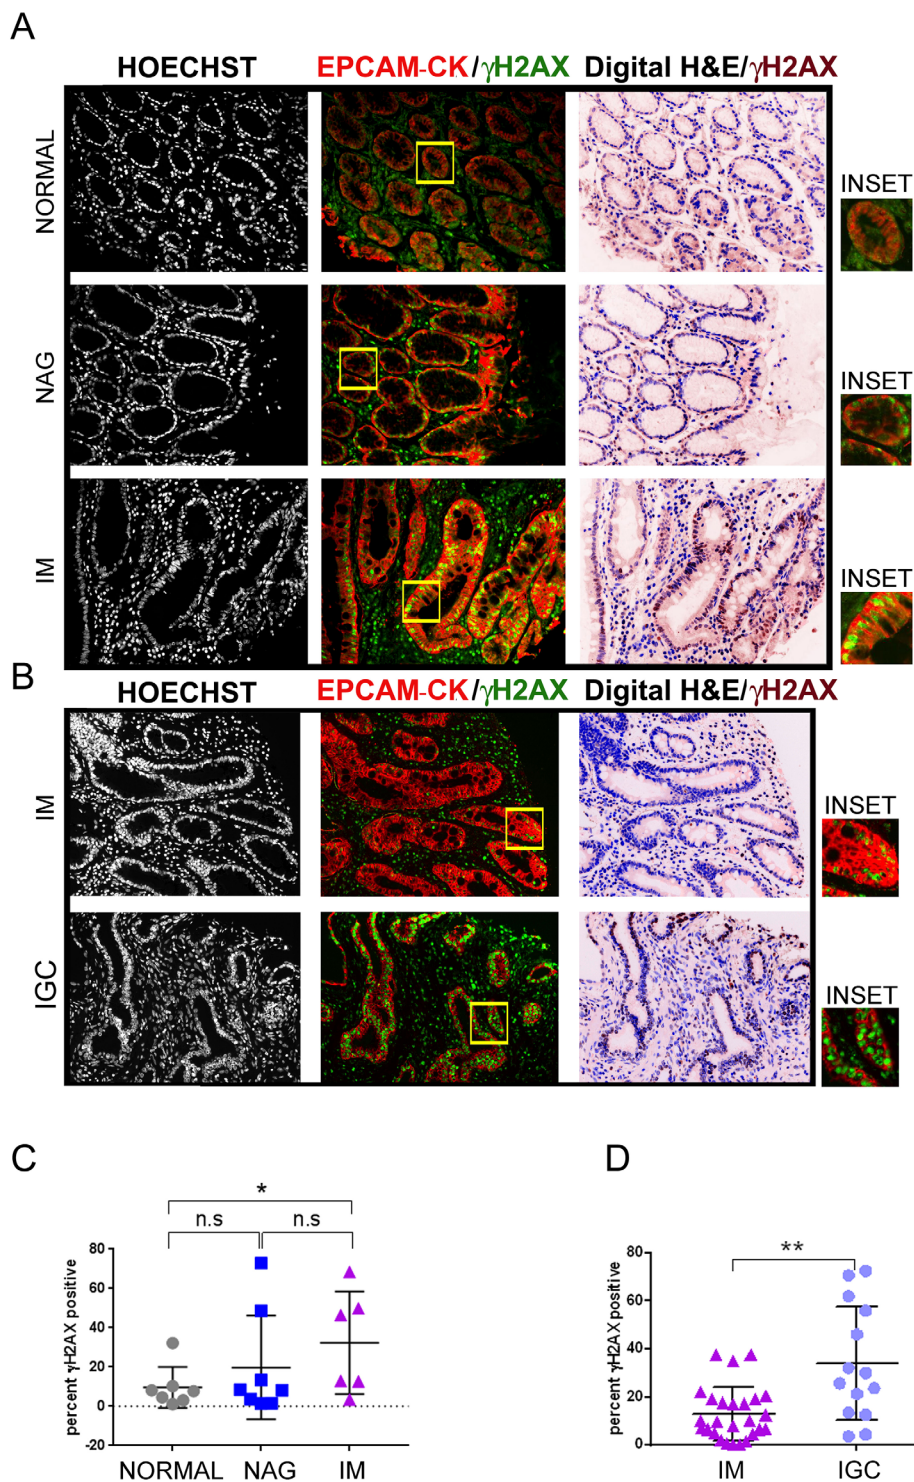 A
HOECHST EPCAM-CK/γH2AX Digital H&E/γH2AX
NORMAL
INSET
NAG
INSET
IM
INSET
B
HOECHST EPCAM-CK/γH2AX Digital H&E/γH2AX
IM
INSET
IGC
INSET
C
*
n.s n.s
percent γH2AX positive
80
60
40
20
0
-20
NORMAL NAG IM
D
**
percent γH2AX positive
80
60
40
20
0
IM IGC